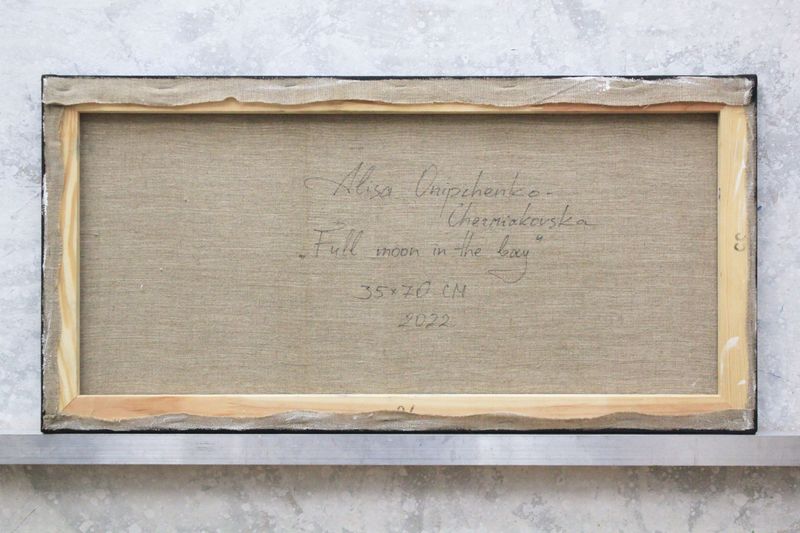 Alisa Onipchenko-
Cherniakovska
„Full moon in the bay"
35×70 CM
2022